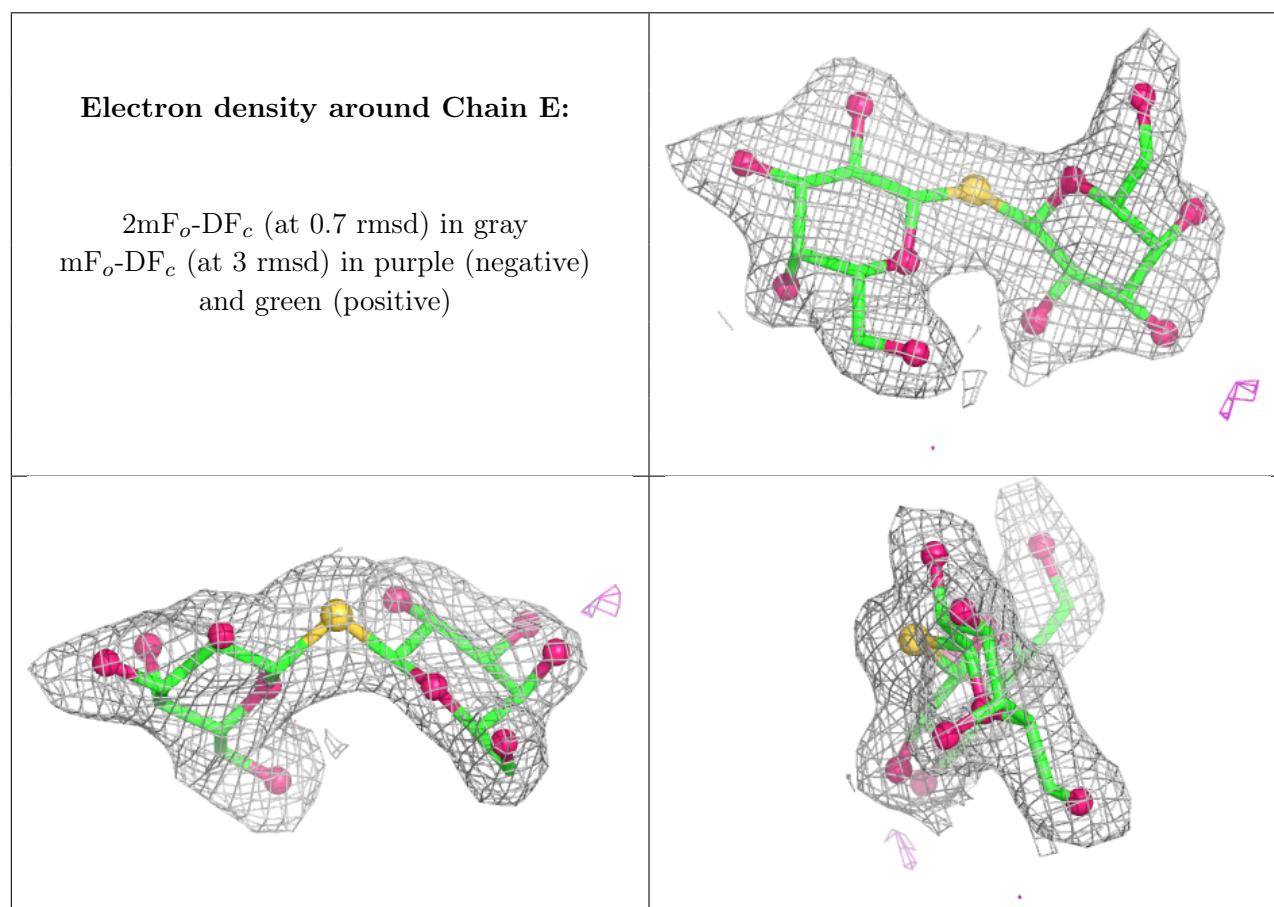 Electron density around Chain E:
2mFo-DFc (at 0.7 rmsd) in gray
mFo-DFc (at 3 rmsd) in purple (negative)
and green (positive)